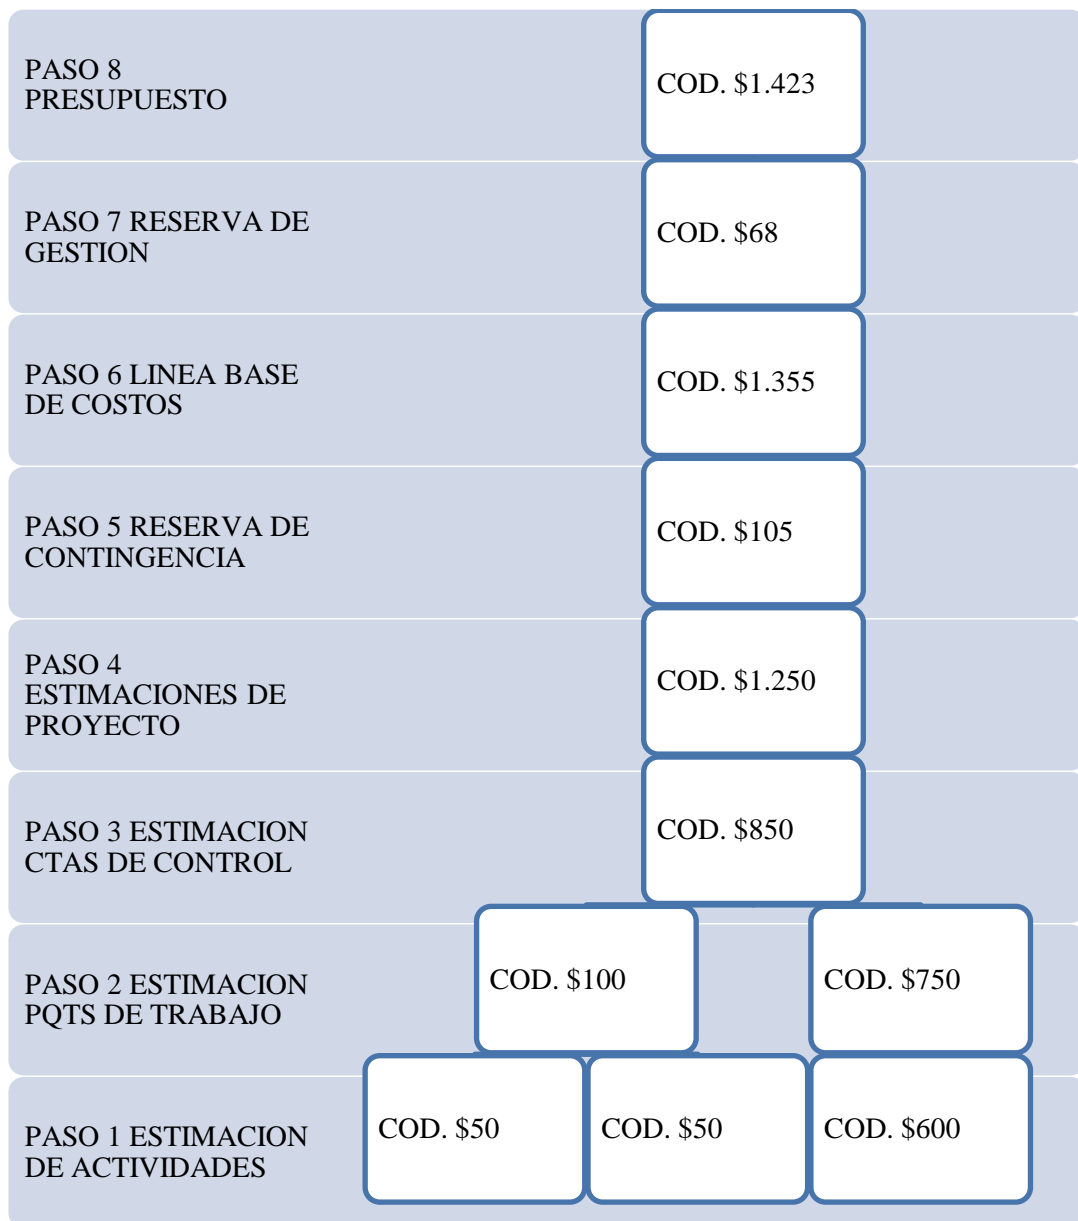 PASO 8
PRESUPUESTO
COD. $1.423
PASO 7 RESERVA DE
GESTION
COD. $68
PASO 6 LINEA BASE
DE COSTOS
COD. $1.355
PASO 5 RESERVA DE
CONTINGENCIA
COD. $105
PASO 4
ESTIMACIONES DE
PROYECTO
COD. $1.250
PASO 3 ESTIMACION
CTAS DE CONTROL
COD. $850
PASO 2 ESTIMACION
PQTS DE TRABAJO
COD. $100
COD. $750
PASO 1 ESTIMACION
DE ACTIVIDADES
COD. $50
COD. $50
COD. $600